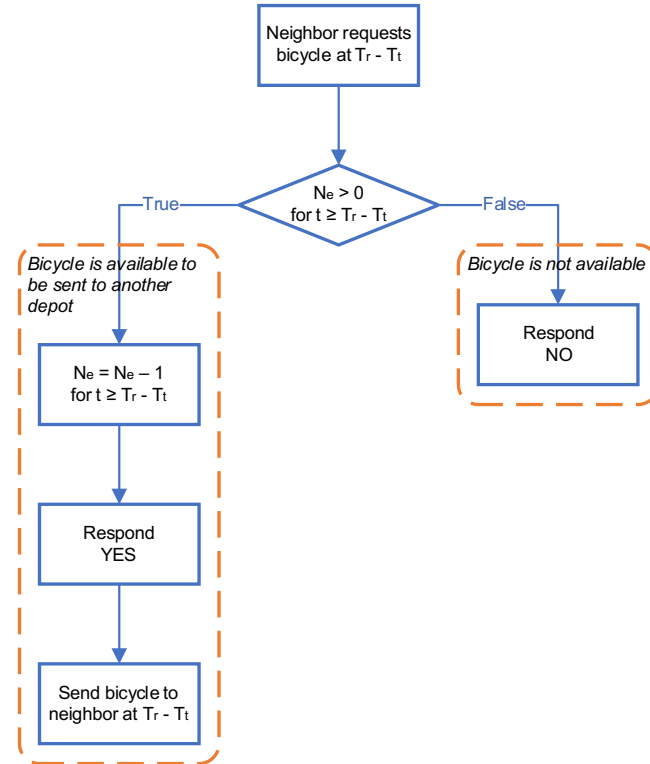 Neighbor requests
bicycle at Tr - Tt
Ne > 0
for t ≥ Tr - Tt
True
False
Bicycle is available to
be sent to another
depot
Bicycle is not available
Ne = Ne – 1
for t ≥ Tr - Tt
Respond
NO
Respond
YES
Send bicycle to
neighbor at Tr - Tt